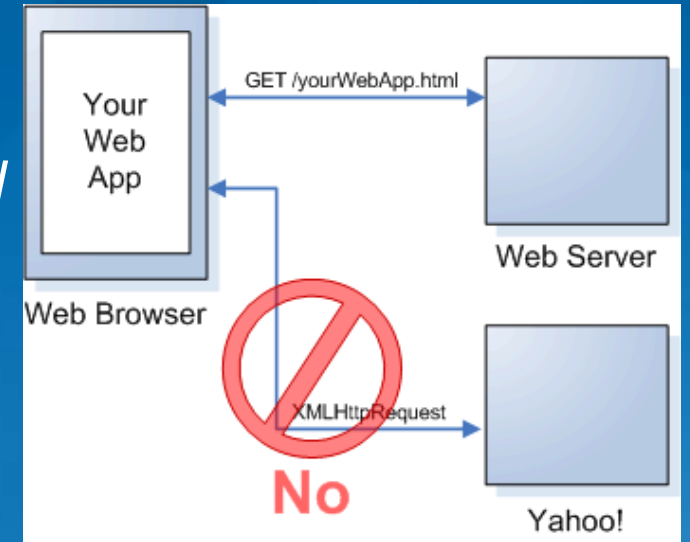 GET /yourWebApp.html
Your
Web
App
Web Server
Web Browser
XMLHttpRequest
No
Yahoo!